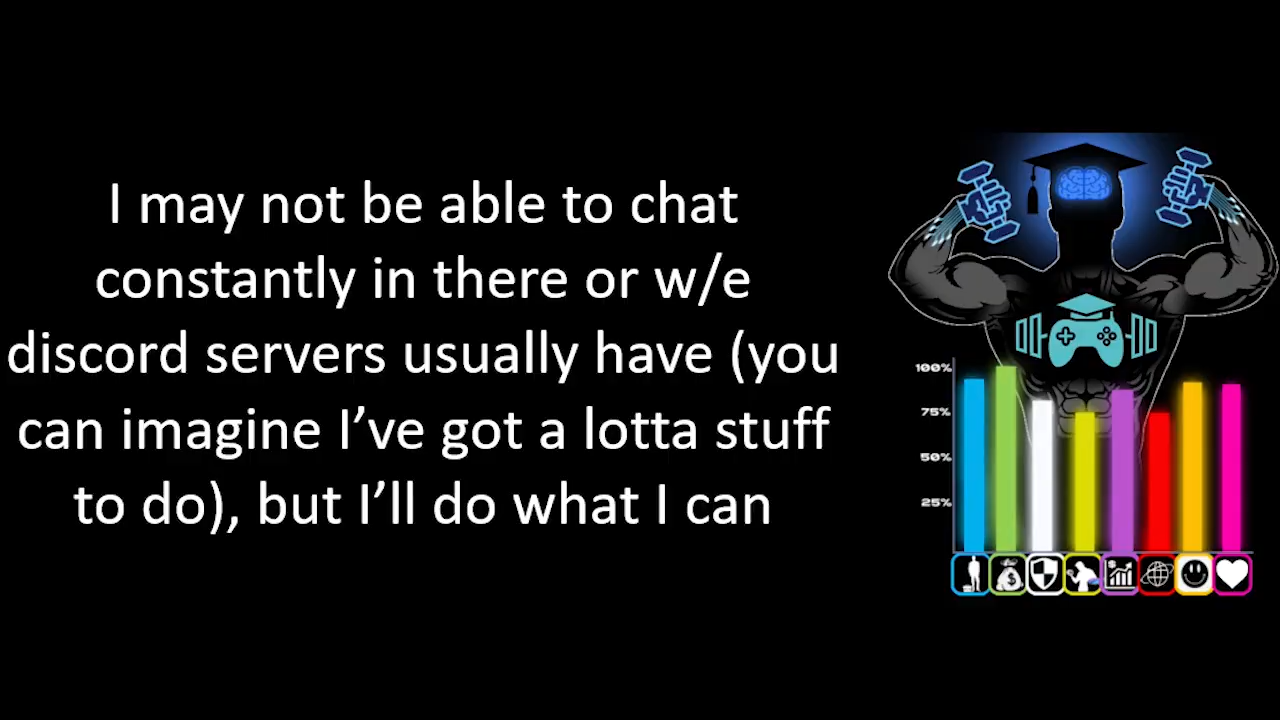 I may not be able to chat
constantly in there or w/e
discord servers usually have (you
can imagine I’ve got a lotta stuff
to do), but I’ll do what I can
100%
75%
50%
25%